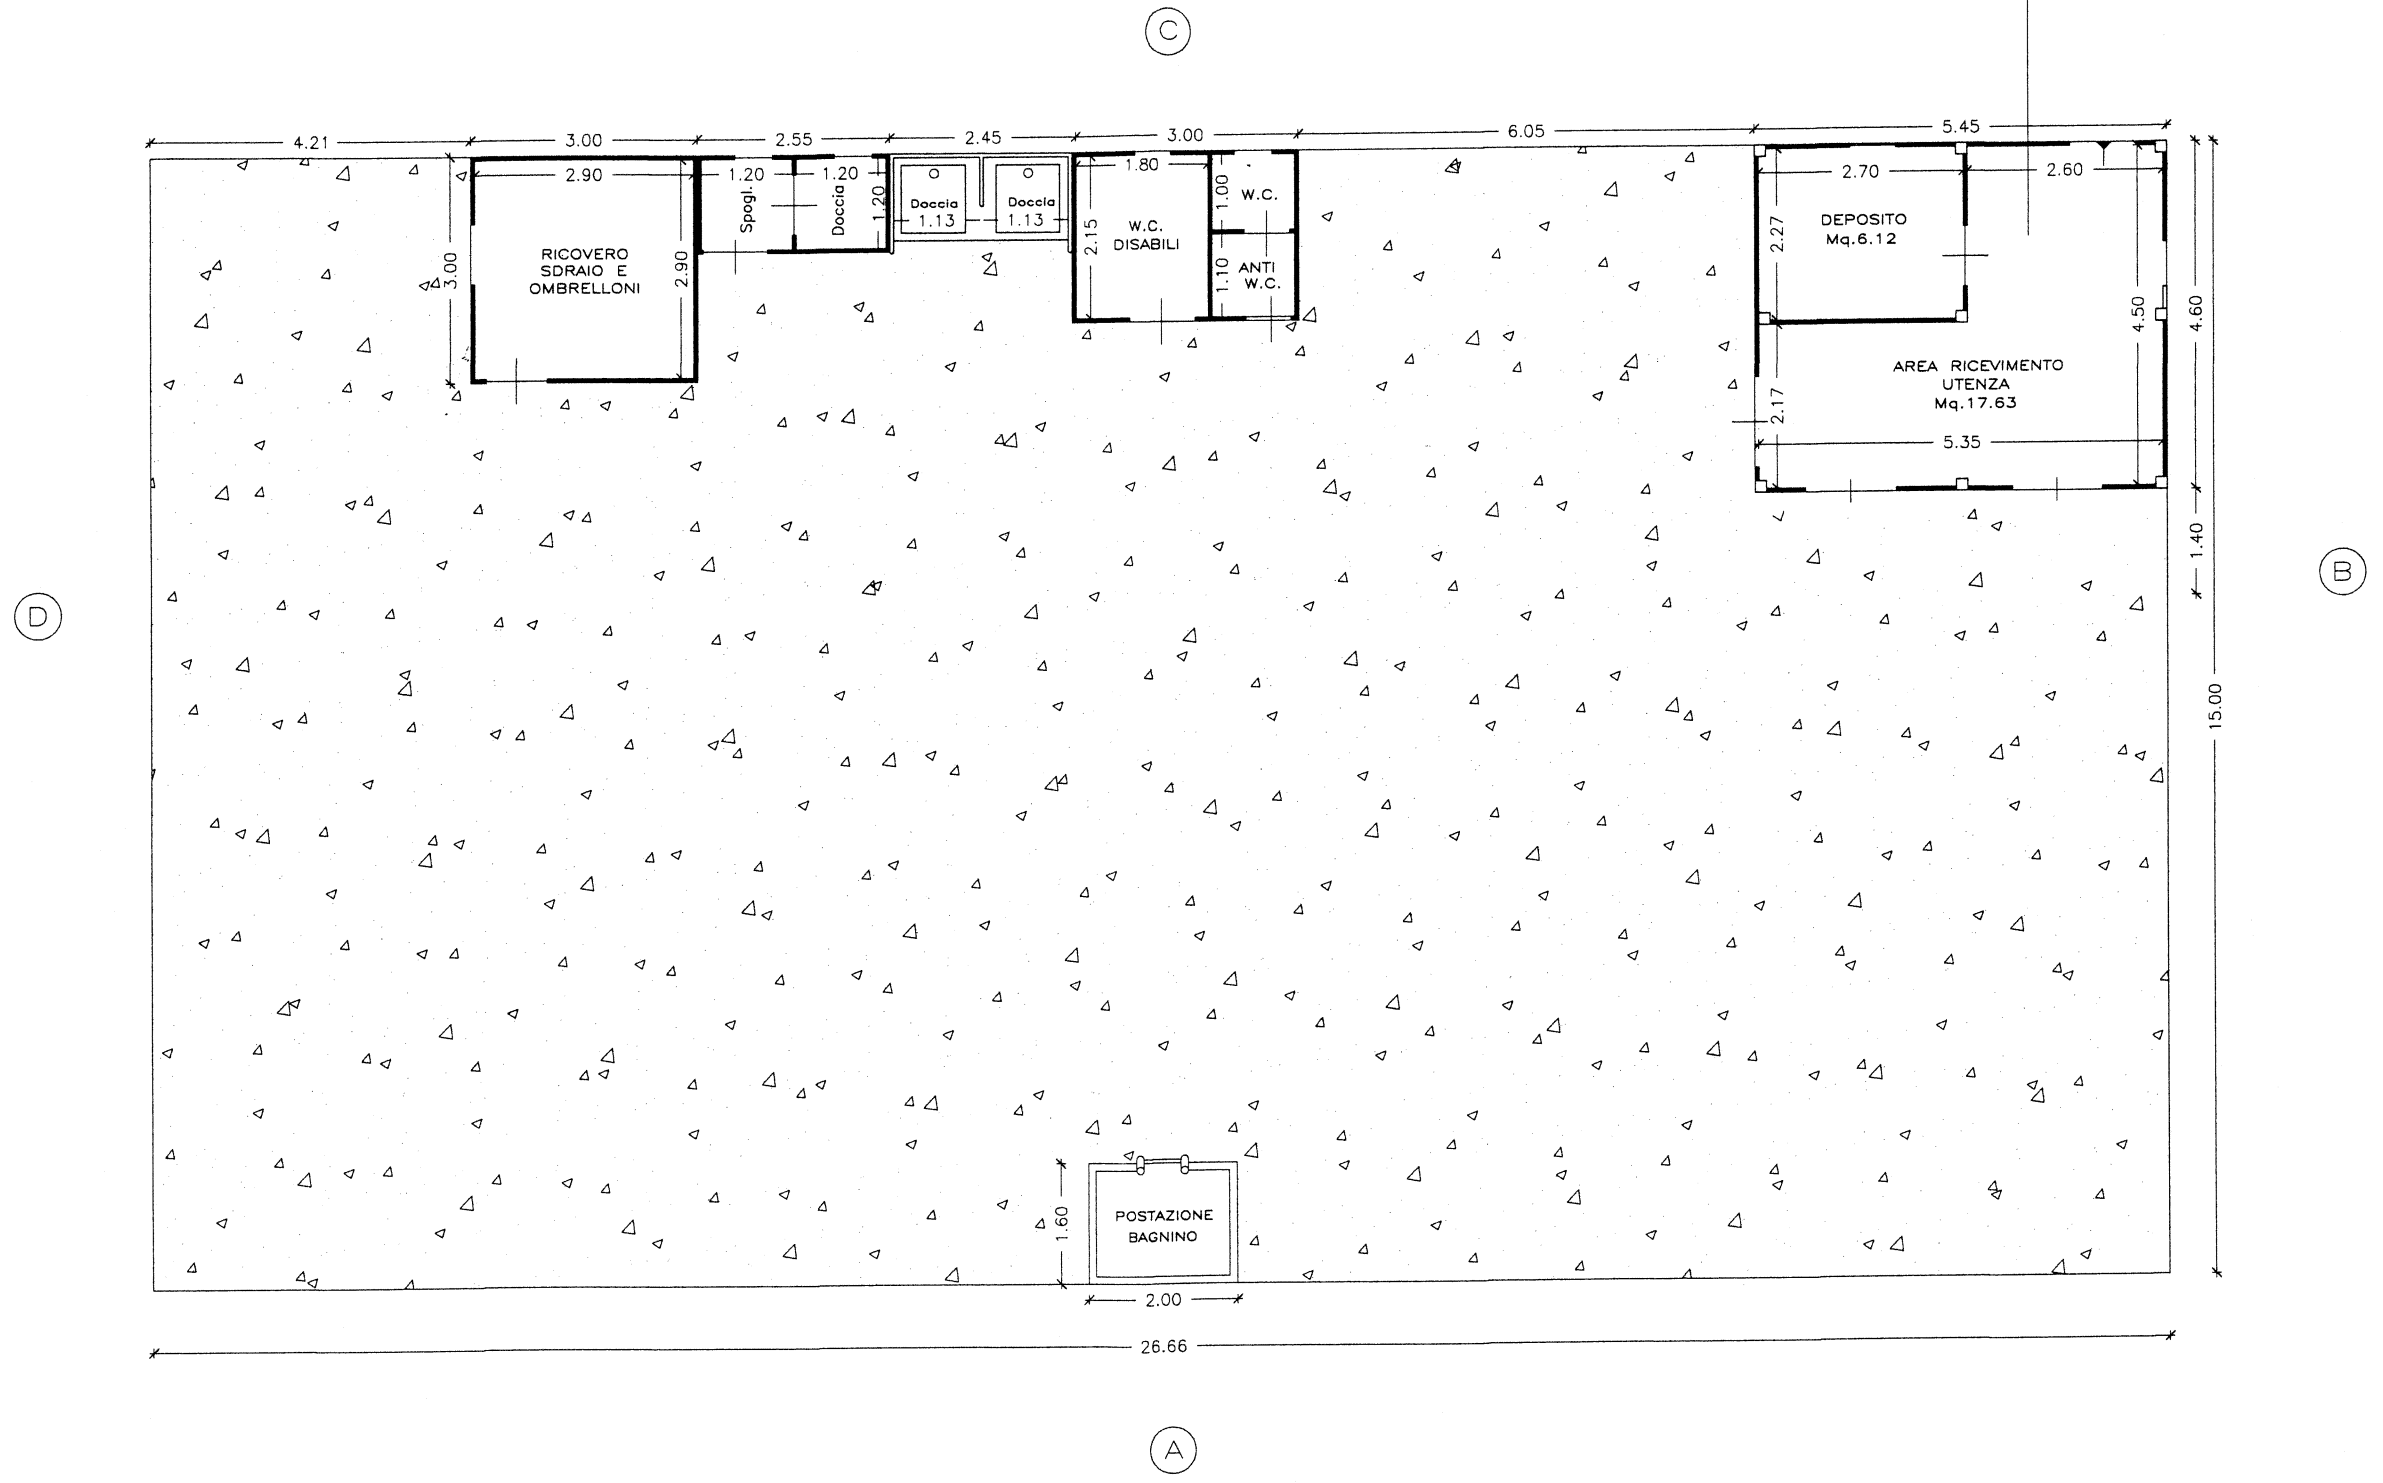 C
4.21
3.00
2.55
2.45
3.00
6.05
5.45
2.90
1.20
1.20
1.80
2.70
2.60
Spogl.
Doccia
1.20
Doccia
1.13
Doccia
1.13
W.C.
DISABILI
2.15
1.00
W.C.
1.10
ANTI
W.C.
RICOVERO
SDRAIO E
OMBRELLONI
3.00
2.90
DEPOSITO
Mq.6.12
2.27
AREA RICEVIMENTO
UTENZA
Mq.17.63
2.17
5.35
4.50
4.60
1.40
15.00
D
B
POSTAZIONE
BAGNINO
1.60
2.00
26.66
A